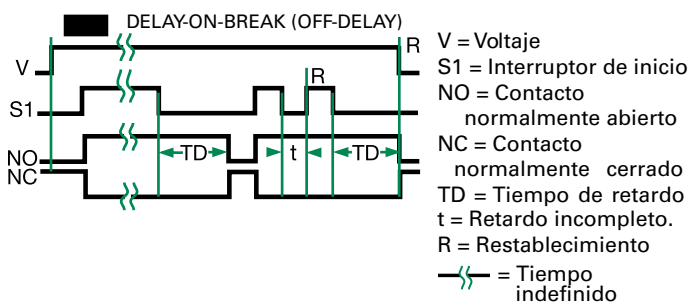 DELAY-ON-BREAK (OFF-DELAY)
R
V
R
S1
NO
NC
TD
t
TD
V = Voltaje
S1 = Interruptor de inicio
NO = Contacto
normalmente abierto
NC = Contacto
normalmente cerrado
TD = Tiempo de retardo
t = Retardo incompleto.
R = Restablecimiento
= Tiempo
indefinido